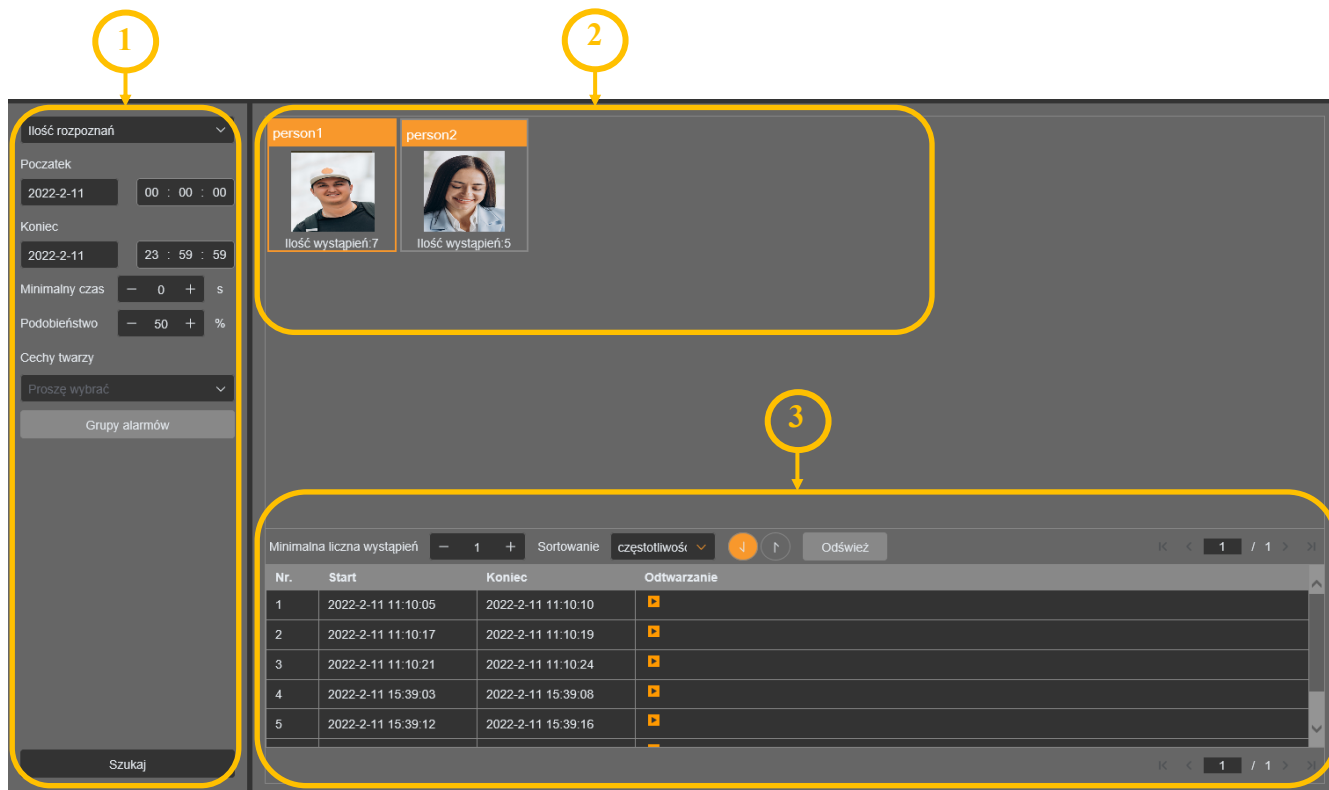 1
2
Ilość rozpoznań
Poczatek
2022-2-11 00 : 00 : 00
Koniec
2022-2-11 23 : 59 : 59
Minimalny czas − 0 + s
Podobieństwo − 50 + %
Cechy twarzy
Proszę wybrać
Grupy alarmów
Szukaj
person1 person2
Ilość wystąpień:7 Ilość wystąpień:5
3
Minimalna liczna wystąpień − 1 + Sortowanie częstotliwość Odśwież 1 / 1
Nr. Start Koniec Odtwarzanie
1 2022-2-11 11:10:05 2022-2-11 11:10:10
2 2022-2-11 11:10:17 2022-2-11 11:10:19
3 2022-2-11 11:10:21 2022-2-11 11:10:24
4 2022-2-11 15:39:03 2022-2-11 15:39:08
5 2022-2-11 15:39:12 2022-2-11 15:39:16
1 / 1